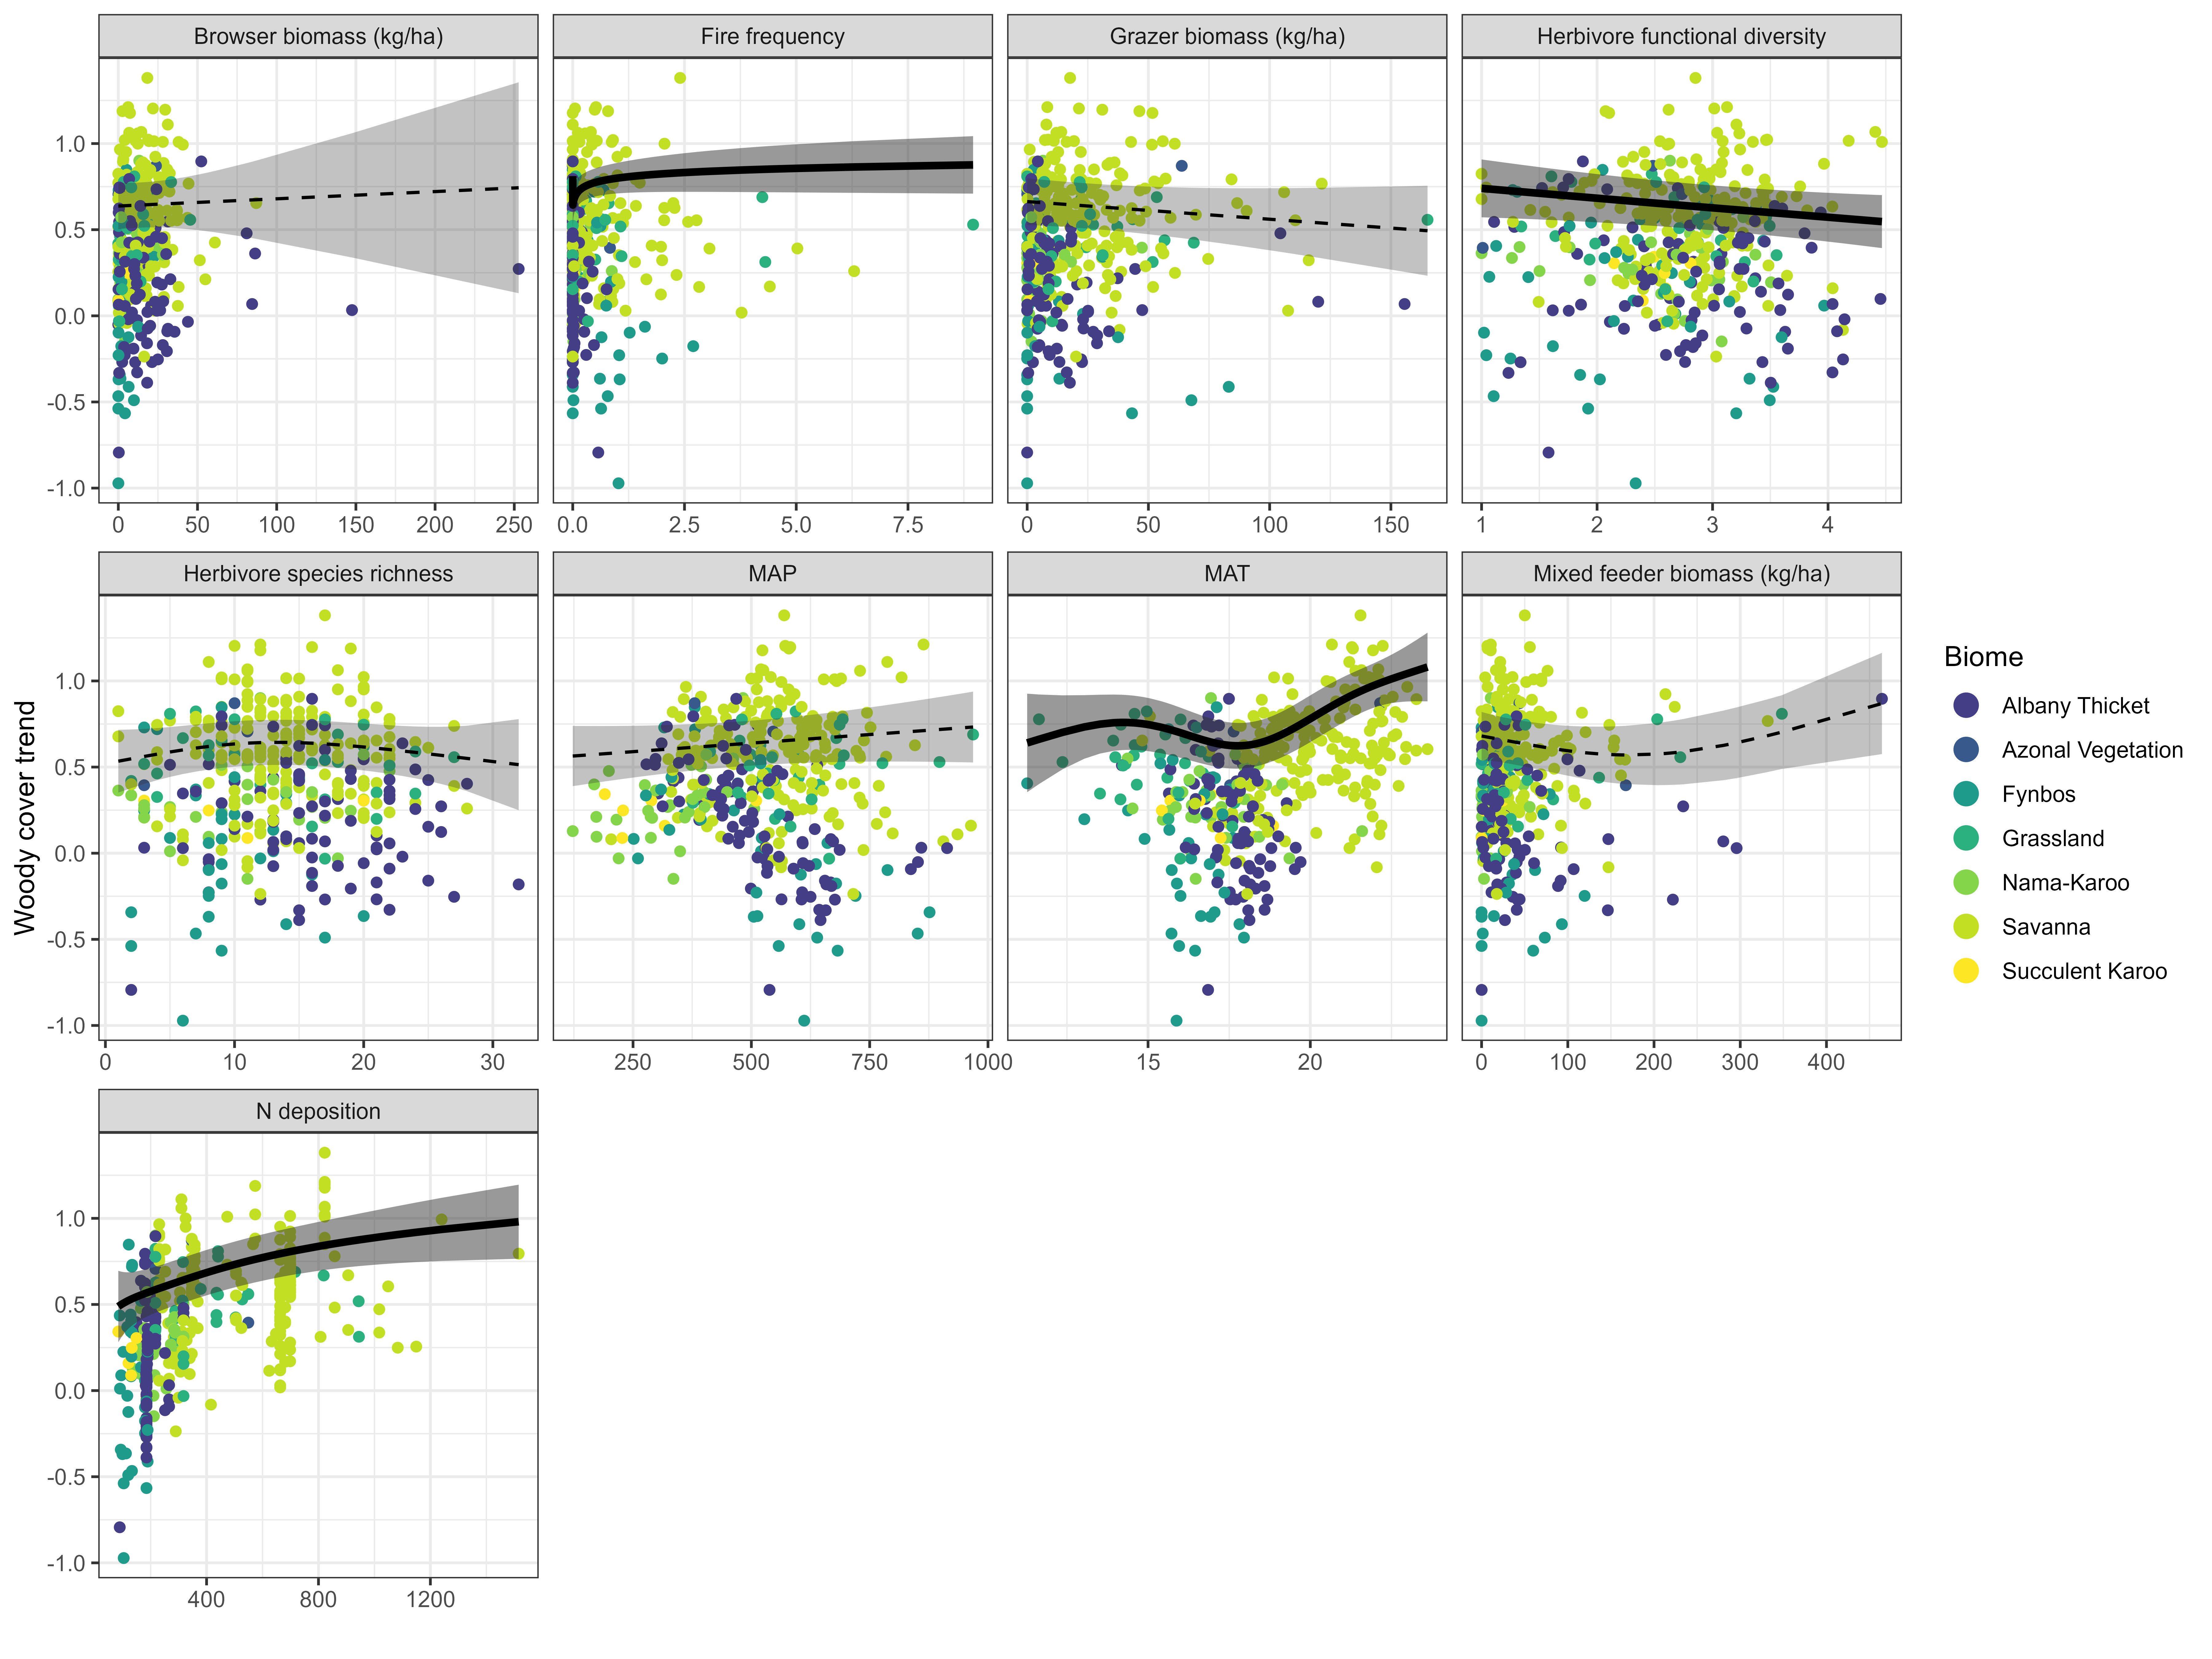 Browser biomass (kg/ha)
Fire frequency
Grazer biomass (kg/ha)
Herbivore functional diversity
1.0
0.5
0.0
-0.5
-1.0
0 50 100 150 200 250
0.0 2.5 5.0 7.5
0 50 100 150
1 2 3 4
Herbivore species richness
MAP
MAT
Mixed feeder biomass (kg/ha)
Woody cover trend
1.0
0.5
0.0
-0.5
-1.0
0 10 20 30
250 500 750 1000
15 20
0 100 200 300 400
N deposition
1.0
0.5
0.0
-0.5
-1.0
400 800 1200
Biome
Albany Thicket
Azonal Vegetation
Fynbos
Grassland
Nama-Karoo
Savanna
Succulent Karoo